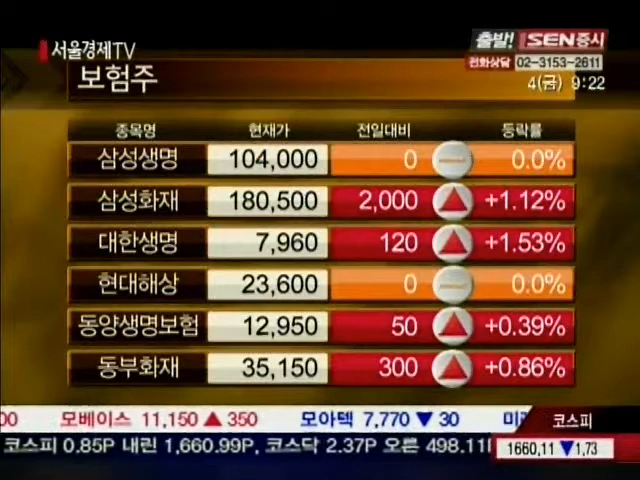 서울경제TV
출발! SEN증시
전화상담 02-3153-2611
4(금) 9:22
보험주
종목명 현재가 전일대비 등락률
삼성생명 104,000 0 0.0%
삼성화재 180,500 2,000 ▲ +1.12%
대한생명 7,960 120 ▲ +1.53%
현대해상 23,600 0 0.0%
동양생명보험 12,950 50 ▲ +0.39%
동부화재 35,150 300 ▲ +0.86%
00 모베이스 11,150 ▲ 350 모아텍 7,770 ▼ 30
코스피
코스피 0.85P 내린 1,660.99P, 코스닥 2.37P 오른 498.11
1660,11 ▼1,73